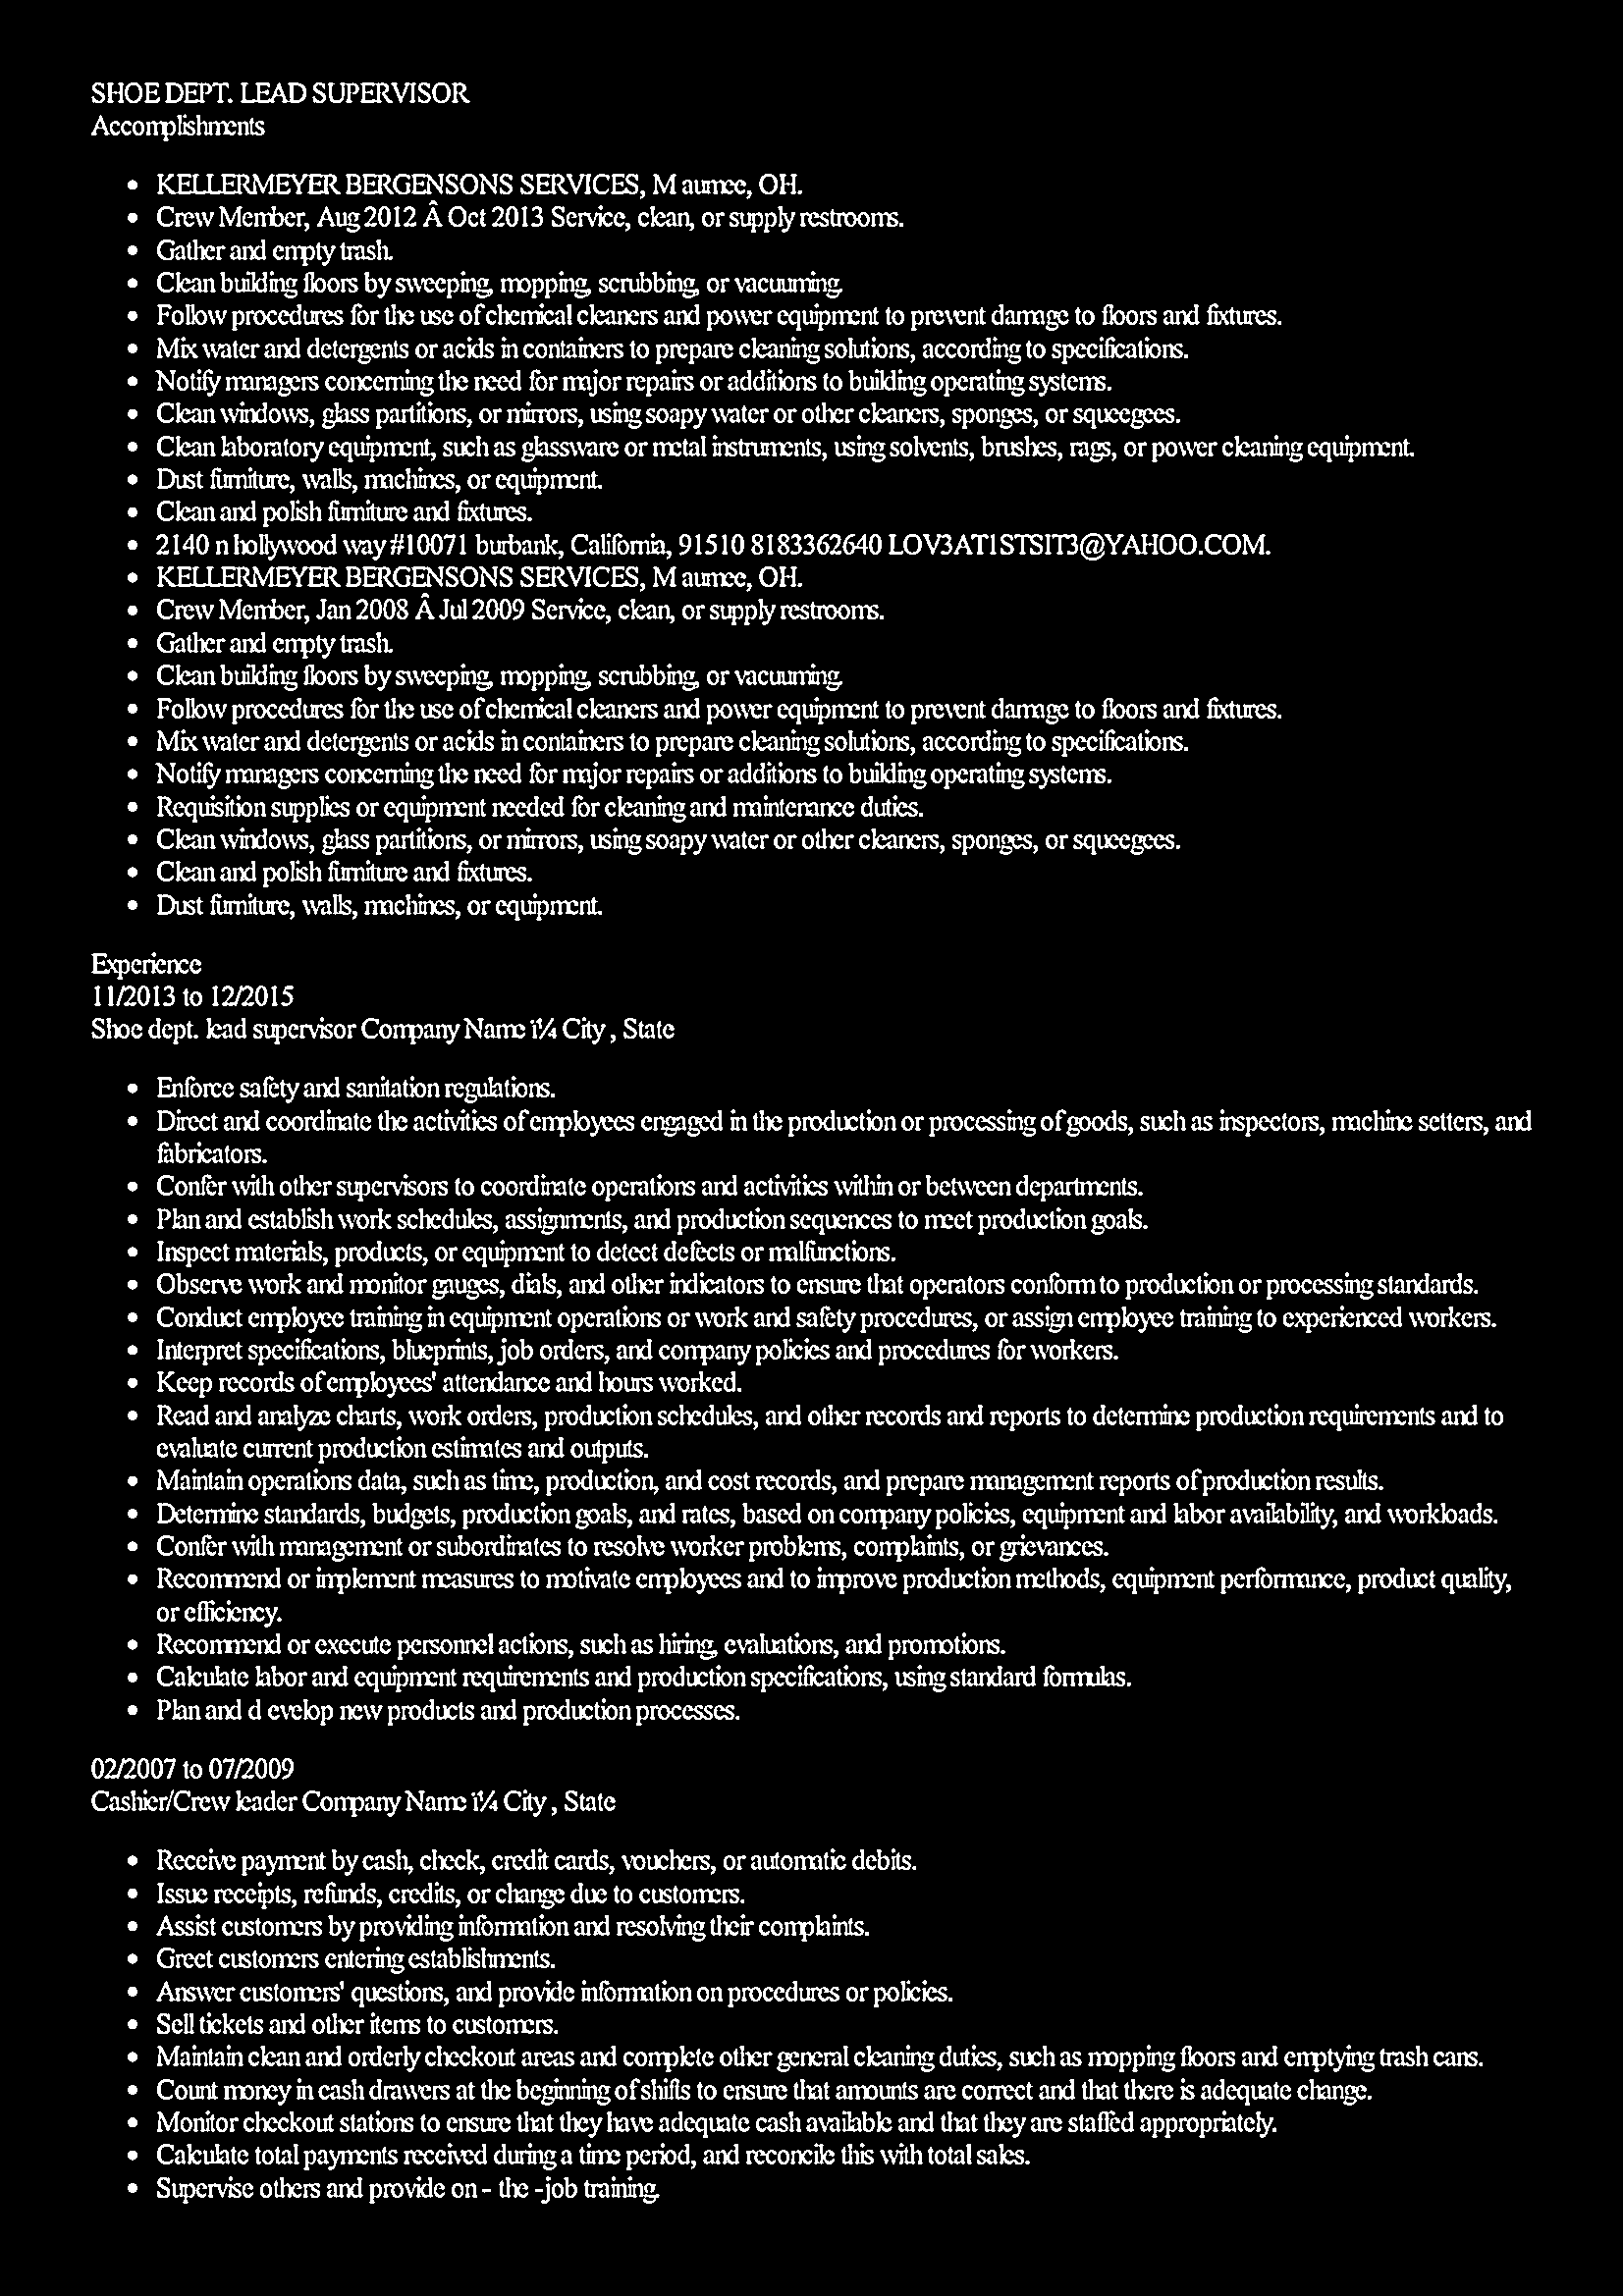 SHOE DEPT. LEAD SUPERVISOR
Accomplishments
• KELLERMEYER BERGENSONS SERVICES, M aumee, OH.
• Crew Member, Aug 2012 Â Oct 2013 Service, clean, or supply restrooms.
• Gather and empty trash.
• Clean building floors by sweeping, mopping, scrubbing, or vacuuming.
• Follow procedures for the use of chemical cleaners and power equipment to prevent damage to floors and fixtures.
• Mix water and detergents or acids in containers to prepare cleaning solutions, according to specifications.
• Notify managers concerning the need for major repairs or additions to building operating systems.
• Clean windows, glass partitions, or mirrors, using soapy water or other cleaners, sponges, or squeegees.
• Clean laboratory equipment, such as glassware or metal instruments, using solvents, brushes, rags, or power cleaning equipment.
• Dust furniture, walls, machines, or equipment.
• Clean and polish furniture and fixtures.
• 2140 n hollywood way #10071 burbank, California, 91510 8183362640 LOV3AT1STSIT3@YAHOO.COM.
• KELLERMEYER BERGENSONS SERVICES, M aumee, OH.
• Crew Member, Jan 2008 Â Jul 2009 Service, clean, or supply restrooms.
• Gather and empty trash.
• Clean building floors by sweeping, mopping, scrubbing, or vacuuming.
• Follow procedures for the use of chemical cleaners and power equipment to prevent damage to floors and fixtures.
• Mix water and detergents or acids in containers to prepare cleaning solutions, according to specifications.
• Notify managers concerning the need for major repairs or additions to building operating systems.
• Requisition supplies or equipment needed for cleaning and maintenance duties.
• Clean windows, glass partitions, or mirrors, using soapy water or other cleaners, sponges, or squeegees.
• Clean and polish furniture and fixtures.
• Dust furniture, walls, machines, or equipment.
Experience
11/2013 to 12/2015
Shoe dept. lead supervisor Company Name ï¼ City , State
• Enforce safety and sanitation regulations.
• Direct and coordinate the activities of employees engaged in the production or processing of goods, such as inspectors, machine setters, and
fabricators.
• Confer with other supervisors to coordinate operations and activities within or between departments.
• Plan and establish work schedules, assignments, and production sequences to meet production goals.
• Inspect materials, products, or equipment to detect defects or malfunctions.
• Observe work and monitor gauges, dials, and other indicators to ensure that operators conform to production or processing standards.
• Conduct employee training in equipment operations or work and safety procedures, or assign employee training to experienced workers.
• Interpret specifications, blueprints, job orders, and company policies and procedures for workers.
• Keep records of employees' attendance and hours worked.
• Read and analyze charts, work orders, production schedules, and other records and reports to determine production requirements and to
evaluate current production estimates and outputs.
• Maintain operations data, such as time, production, and cost records, and prepare management reports of production results.
• Determine standards, budgets, production goals, and rates, based on company policies, equipment and labor availability, and workloads.
• Confer with management or subordinates to resolve worker problems, complaints, or grievances.
• Recommend or implement measures to motivate employees and to improve production methods, equipment performance, product quality,
or efficiency.
• Recommend or execute personnel actions, such as hiring, evaluations, and promotions.
• Calculate labor and equipment requirements and production specifications, using standard formulas.
• Plan and d evelop new products and production processes.
02/2007 to 07/2009
Cashier/Crew leader Company Name ï¼ City , State
• Receive payment by cash, check, credit cards, vouchers, or automatic debits.
• Issue receipts, refunds, credits, or change due to customers.
• Assist customers by providing information and resolving their complaints.
• Greet customers entering establishments.
• Answer customers' questions, and provide information on procedures or policies.
• Sell tickets and other items to customers.
• Maintain clean and orderly checkout areas and complete other general cleaning duties, such as mopping floors and emptying trash cans.
• Count money in cash drawers at the beginning of shifts to ensure that amounts are correct and that there is adequate change.
• Monitor checkout stations to ensure that they have adequate cash available and that they are staffed appropriately.
• Calculate total payments received during a time period, and reconcile this with total sales.
• Supervise others and provide on - the -job training.